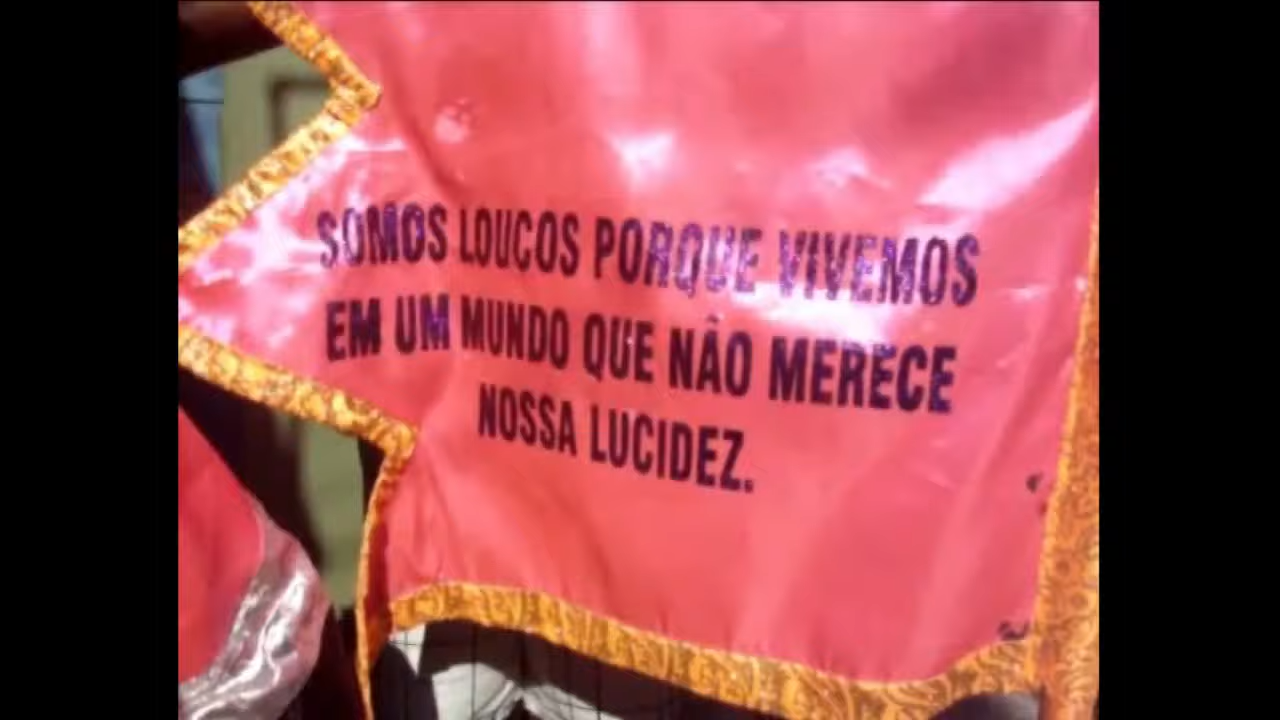 SOMOS LOUCOS PORQUE VIVEMOS
EM UM MUNDO QUE NÃO MERECE
NOSSA LUCIDEZ.